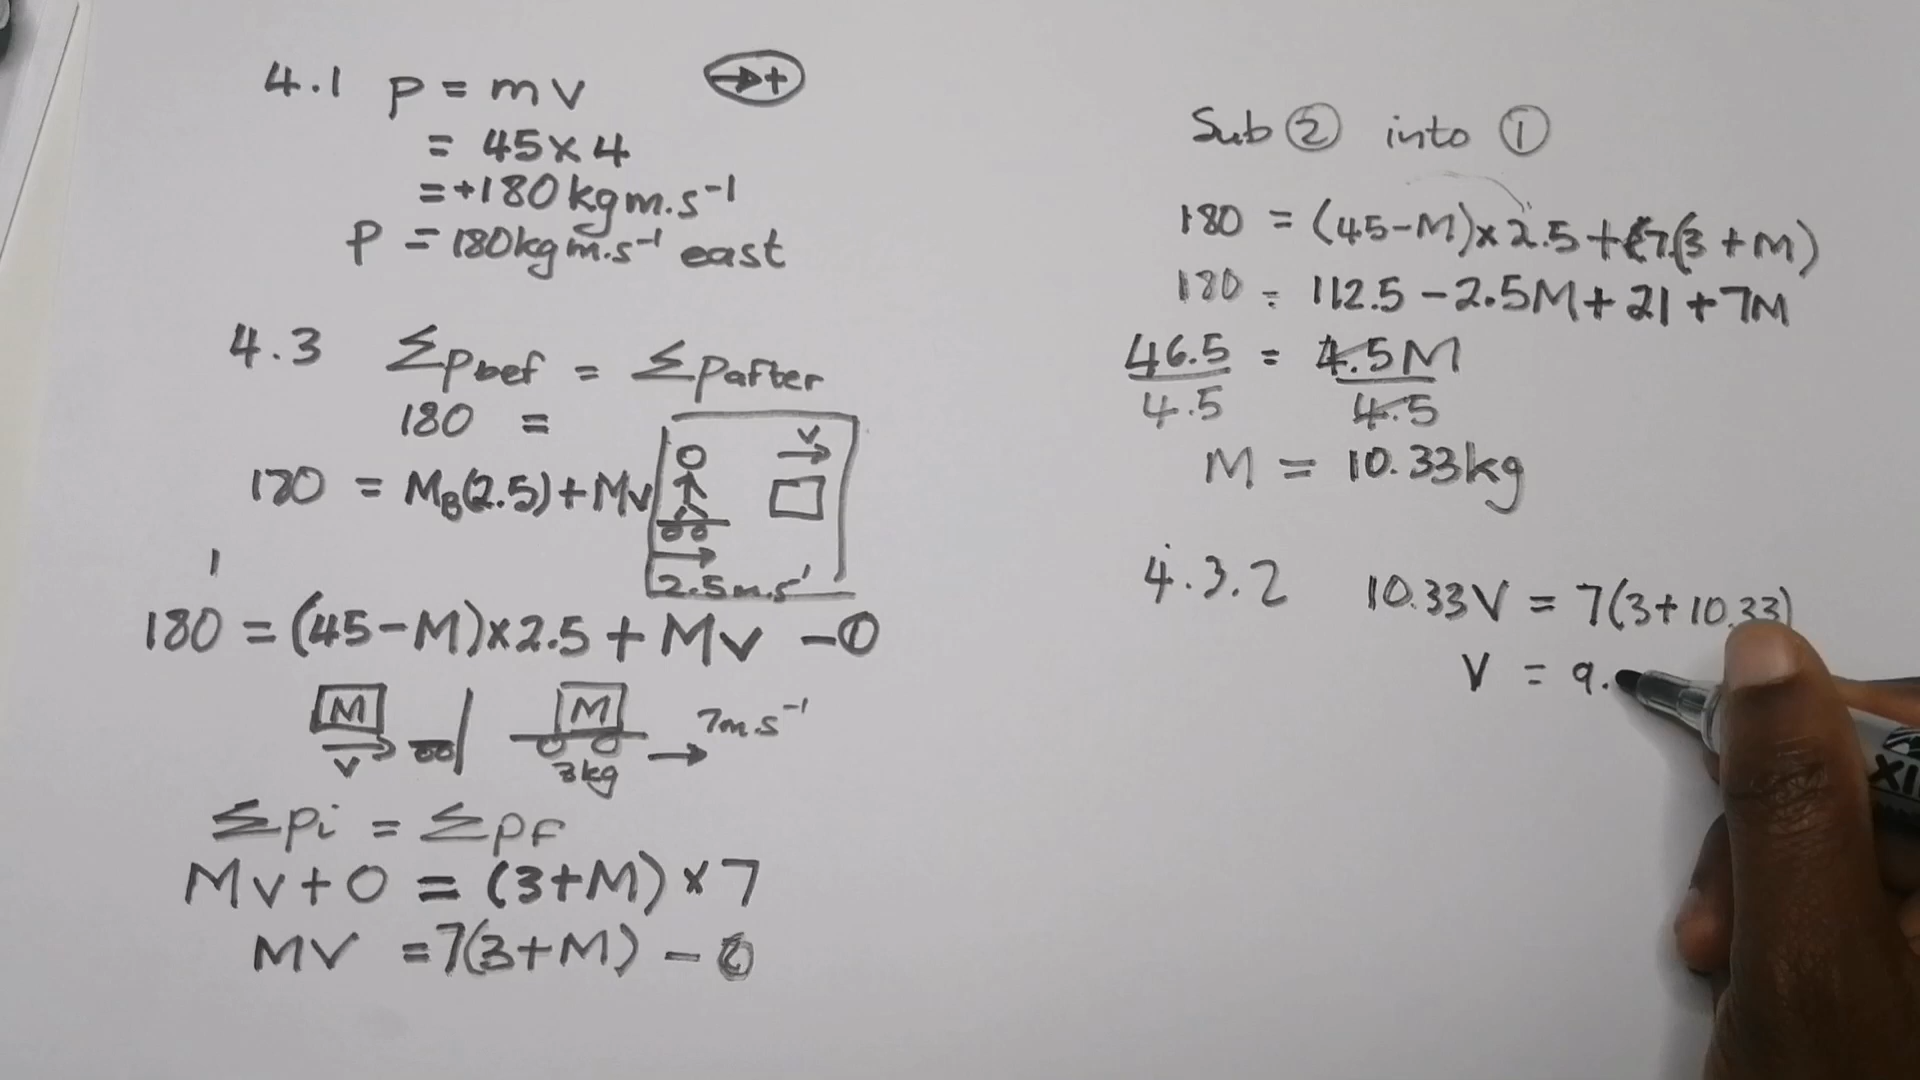 4.1 p = mv →+
= 45×4
= +180kgm.s⁻¹
P = 180kgm.s⁻¹ east
4.3 Σpbef = Σpafter
180 =
180 = MB(2.5)+MV
V
2.5m.s⁻¹
180 = (45-M)×2.5 + MV -①
M M 7m.s⁻¹
V 3kg
Σpi = Σpf
MV+0 = (3+M)×7
MV = 7(3+M) - ②
Sub ② into ①
180 = (45-M)×2.5+(7(3+M)
180 = 112.5-2.5M+21+7M
46.5 = 4.5M
4.5 4.5
M = 10.33kg
4.3.2 10.33V = 7(3+10.33)
V = 9.